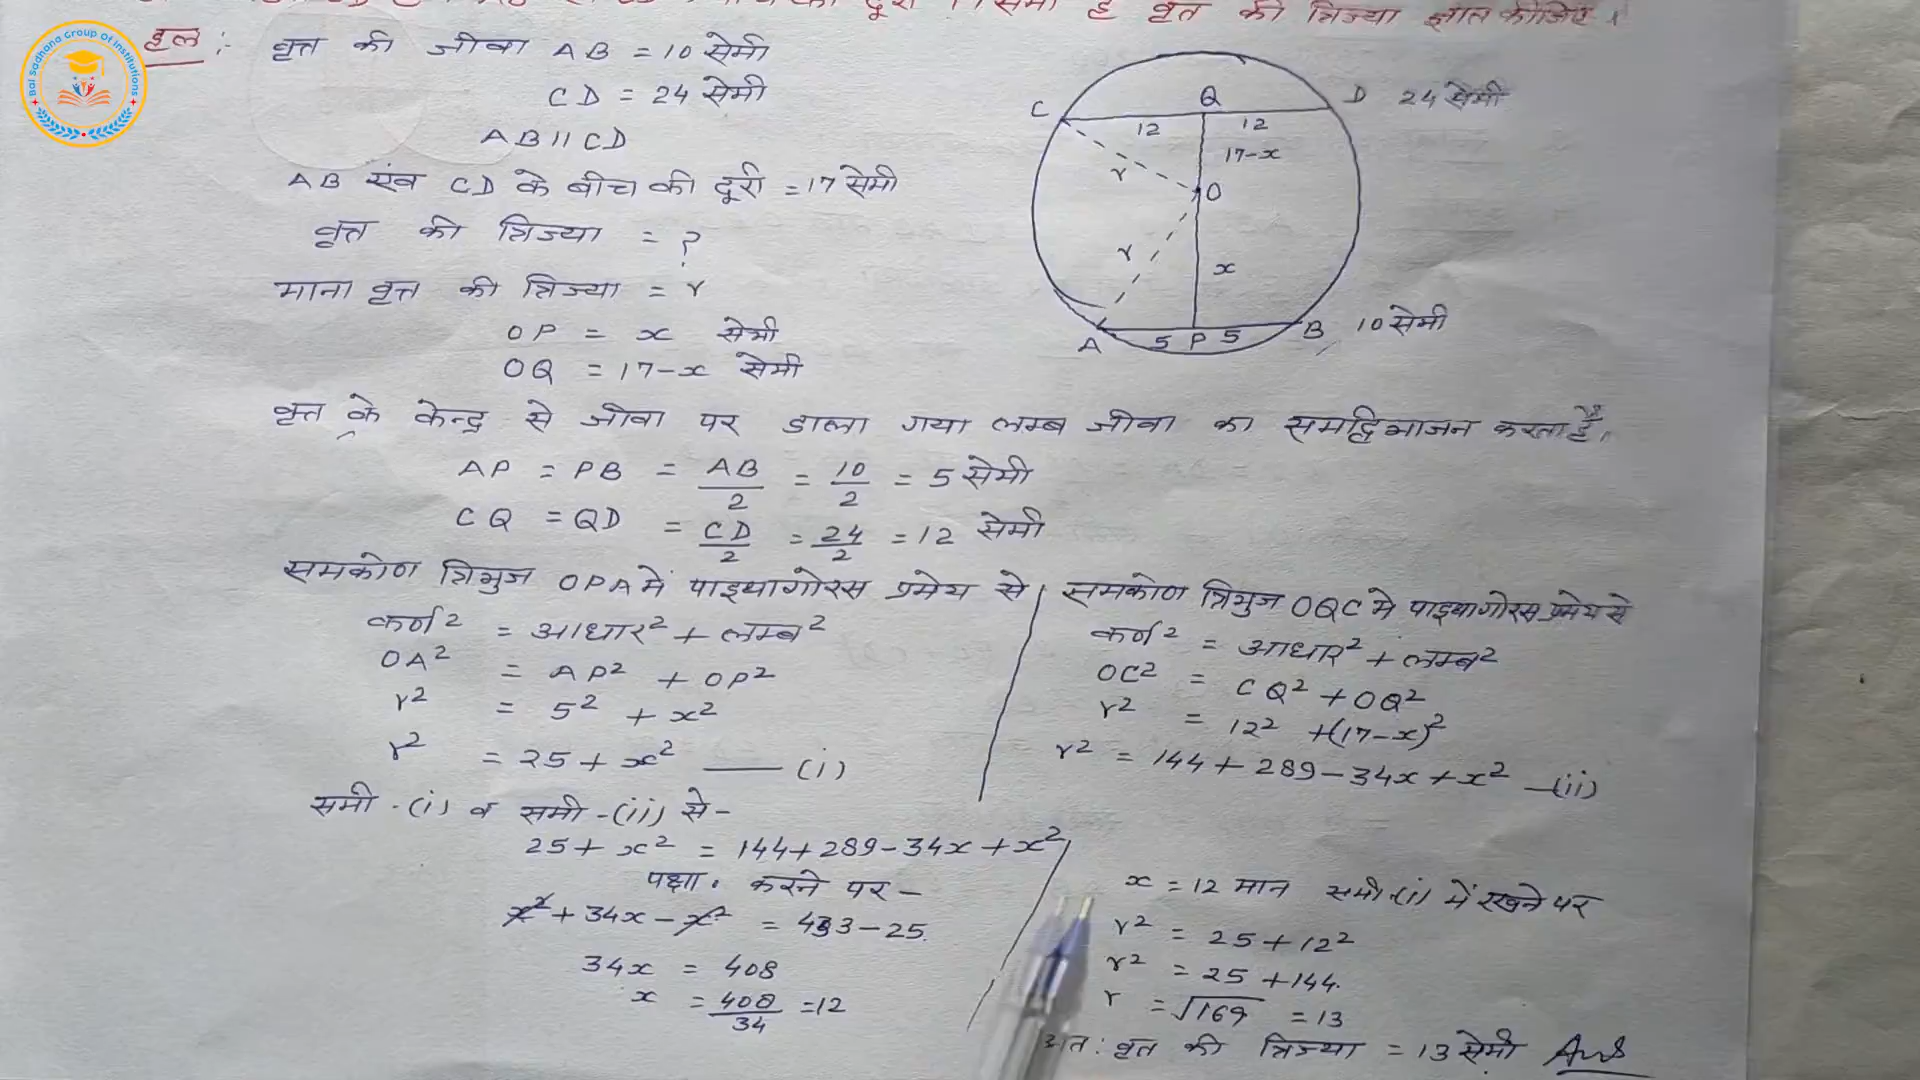 दूरी 17 सेमी है वृत्त की त्रिज्या ज्ञात कीजिए।
Bal Sadhana Group Of Institutions
हल :-
वृत्त की जीवा AB = 10 सेमी
CD = 24 सेमी
AB || CD
AB एंव CD के बीच की दूरी = 17 सेमी
वृत्त की त्रिज्या = ?
माना वृत्त की त्रिज्या = r
OP = x सेमी
OQ = 17-x सेमी
C Q D 24 सेमी
12 12
17-x
r O
r x
A 5 P 5 B 10 सेमी
वृत्त के केन्द्र से जीवा पर डाला गया लम्ब जीवा का समद्विभाजन करता है।
AP = PB = AB/2 = 10/2 = 5 सेमी
CQ = QD = CD/2 = 24/2 = 12 सेमी
समकोण त्रिभुज OPA में पाइथागोरस प्रमेय से
कर्ण² = आधार² + लम्ब²
OA² = AP² + OP²
r² = 5² + x²
r² = 25 + x² —— (i)
समकोण त्रिभुज OQC मे पाइथागोरस प्रमेय से
कर्ण² = आधार² + लम्ब²
OC² = CQ² + OQ²
r² = 12² + (17-x)²
r² = 144 + 289 - 34x + x² —(ii)
समी -(i) व समी -(ii) से -
25 + x² = 144 + 289 - 34x + x²
पक्षा. करने पर -
x² + 34x - x² = 433 - 25.
34x = 408
x = 408/34 = 12
x = 12 मान समी.(i) में रखने पर
r² = 25 + 12²
r² = 25 + 144.
r = √169 = 13
अत: वृत की त्रिज्या = 13 सेमी Ans